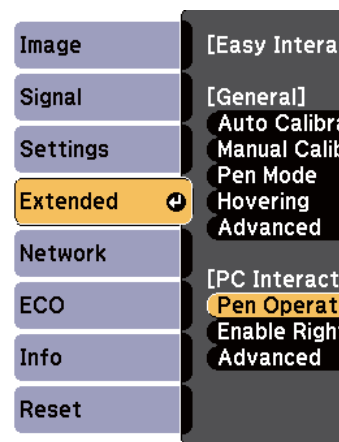 Image
Signal
Settings
Extended
Network
ECO
Info
Reset
[Easy Intera
[General]
Auto Calibra
Manual Calib
Pen Mode
Hovering
Advanced
[PC Interact
Pen Operat
Enable Righ
Advanced